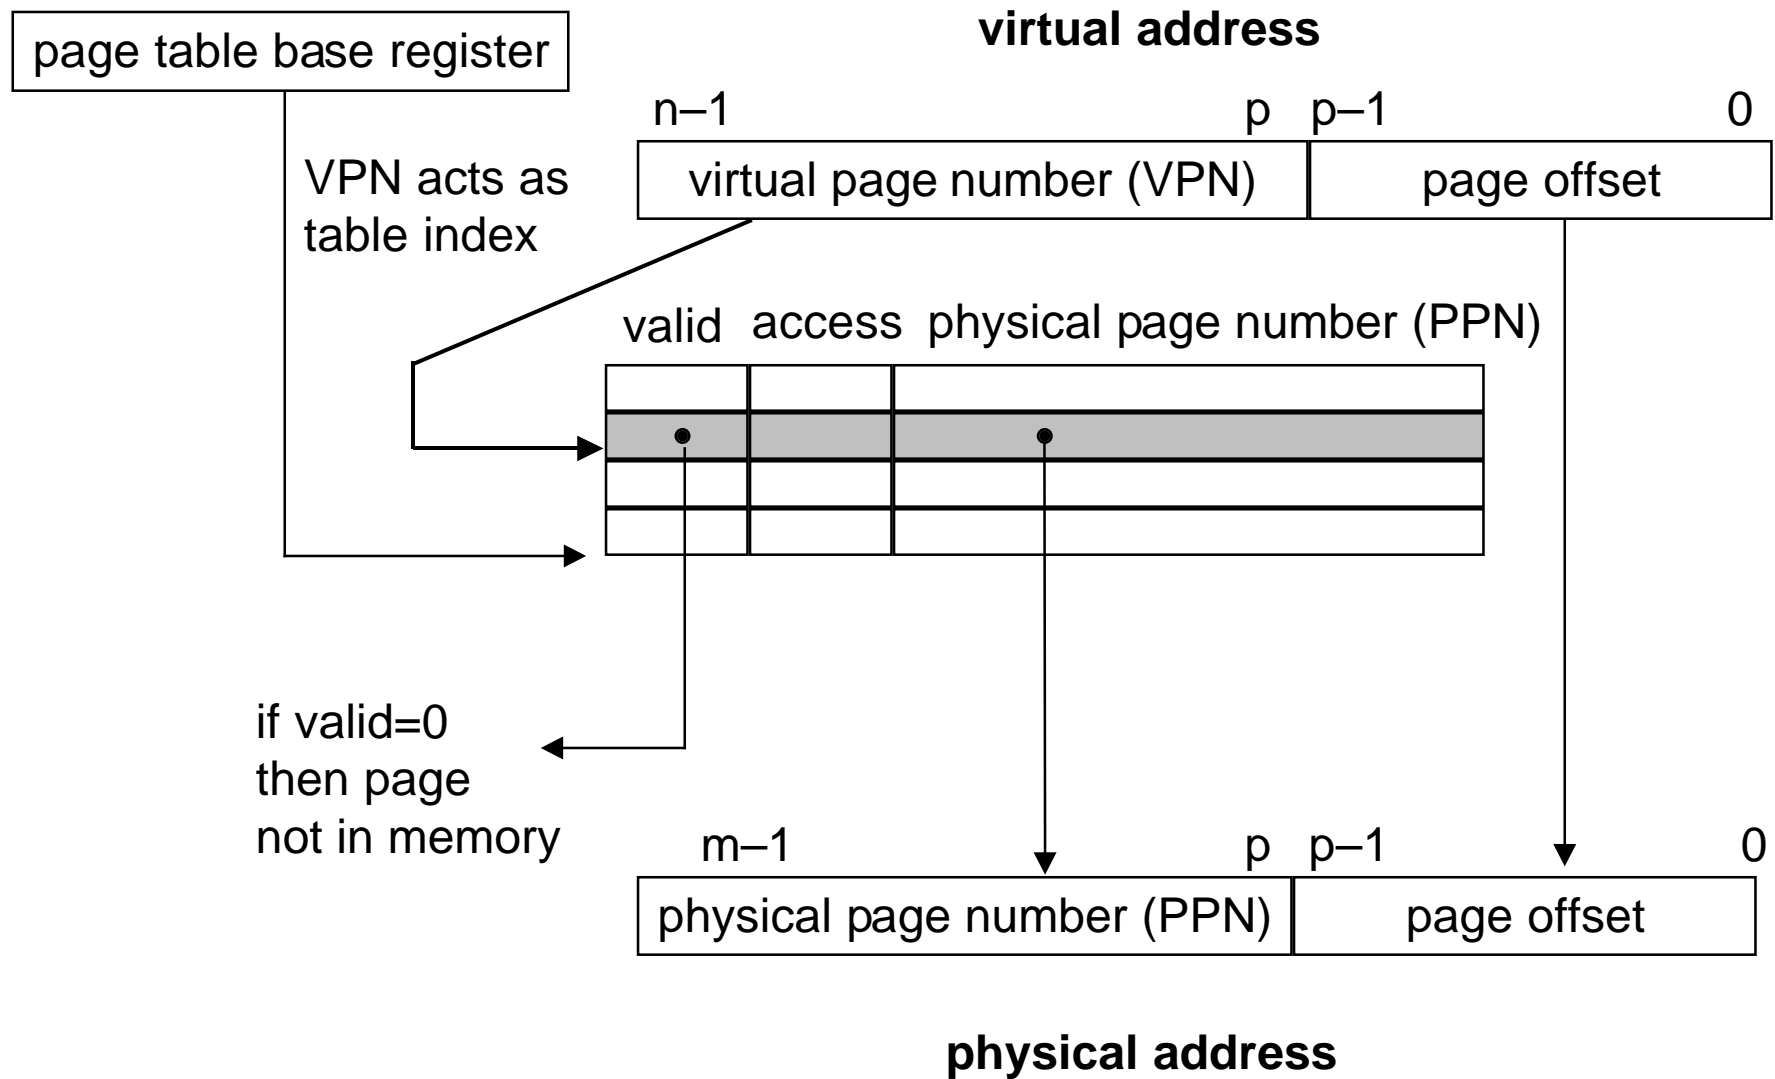 page table base register
virtual address
n–1 p p–1 0
virtual page number (VPN) page offset
VPN acts as
table index
valid access physical page number (PPN)
if valid=0
then page
not in memory
m–1 p p–1 0
physical page number (PPN) page offset
physical address